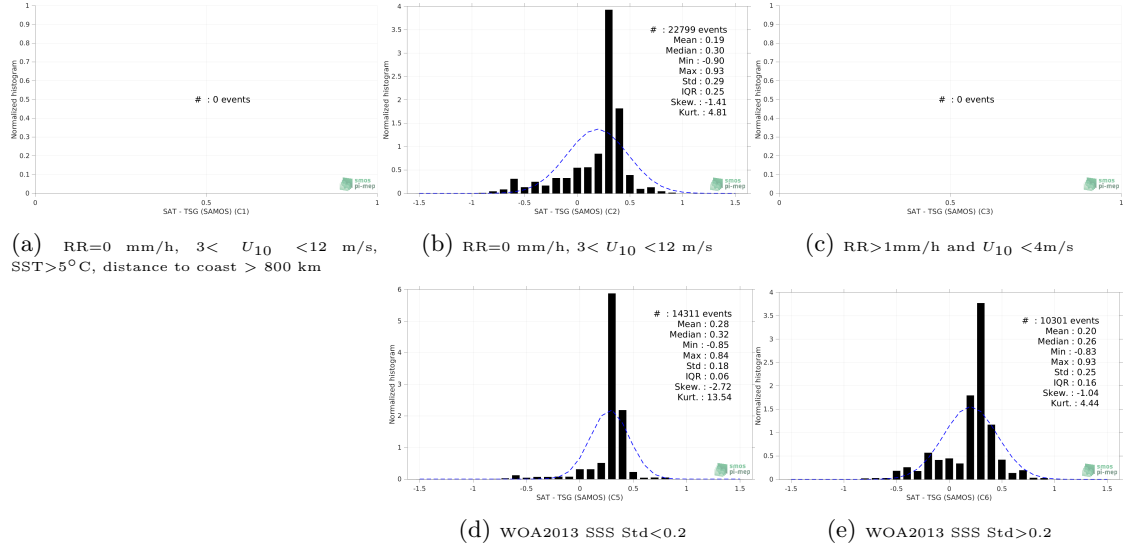 1
0.9
0.8
0.7
0.6
0.5
0.4
0.3
0.2
0.1
0
Normalized histogram
# : 0 events
smos
pi-mep
0 0.5 1
SAT - TSG (SAMOS) (C1)
(a) RR=0 mm/h, 3< U10 <12 m/s,
SST>5°C, distance to coast > 800 km
4
3.5
3
2.5
2
1.5
1
0.5
0
Normalized histogram
# : 22799 events
Mean : 0.19
Median : 0.30
Min : -0.90
Max : 0.93
Std : 0.29
IQR : 0.25
Skew. : -1.41
Kurt. : 4.81
smos
pi-mep
-1.5 -1 -0.5 0 0.5 1 1.5
SAT - TSG (SAMOS) (C2)
(b) RR=0 mm/h, 3< U10 <12 m/s
1
0.9
0.8
0.7
0.6
0.5
0.4
0.3
0.2
0.1
0
Normalized histogram
# : 0 events
smos
pi-mep
0 0.5 1
SAT - TSG (SAMOS) (C3)
(c) RR>1mm/h and U10 <4m/s
6
5
4
3
2
1
0
Normalized histogram
# : 14311 events
Mean : 0.28
Median : 0.32
Min : -0.85
Max : 0.84
Std : 0.18
IQR : 0.06
Skew. : -2.72
Kurt. : 13.54
smos
pi-mep
-1.5 -1 -0.5 0 0.5 1 1.5
SAT - TSG (SAMOS) (C5)
(d) WOA2013 SSS Std<0.2
4
3.5
3
2.5
2
1.5
1
0.5
0
Normalized histogram
# : 10301 events
Mean : 0.20
Median : 0.26
Min : -0.83
Max : 0.93
Std : 0.25
IQR : 0.16
Skew. : -1.04
Kurt. : 4.44
smos
pi-mep
-1.5 -1 -0.5 0 0.5 1 1.5
SAT - TSG (SAMOS) (C6)
(e) WOA2013 SSS Std>0.2